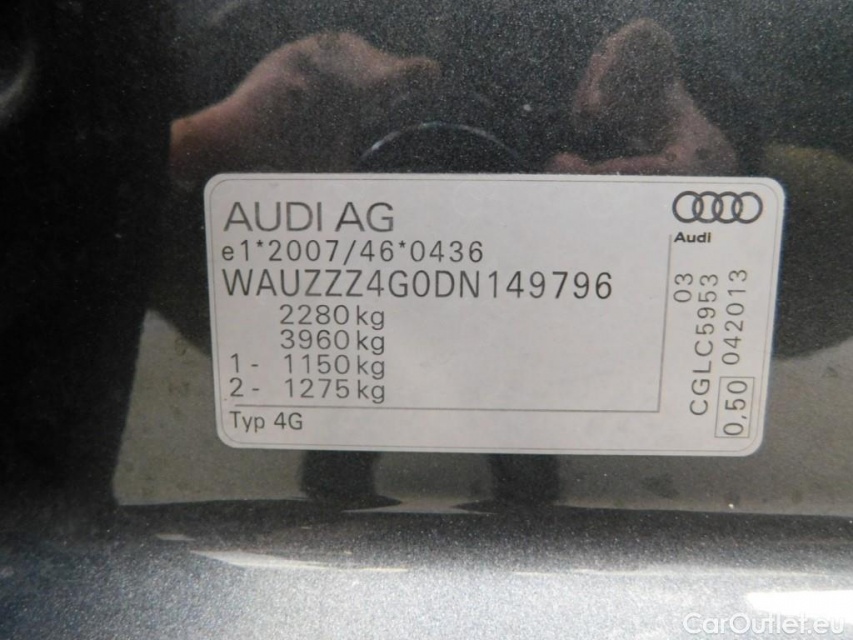 AUDI AG
Audi
e1*2007/46*0436
WAUZZZ4G0DN149796
2280 kg
3960 kg
1 - 1150 kg
2 - 1275 kg
Typ 4G
03
CGLC5953
0,50 042013
CarOutlet.eu